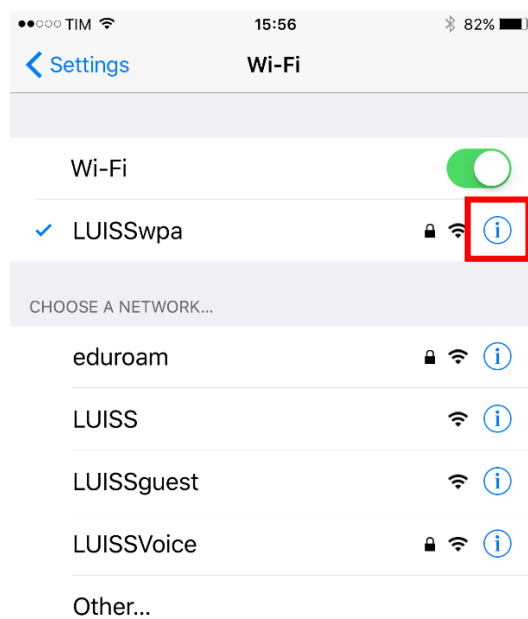 TIM 15:56 82%
Settings Wi-Fi
Wi-Fi
LUISSwpa
CHOOSE A NETWORK...
eduroam
LUISS
LUISSguest
LUISSVoice
Other...